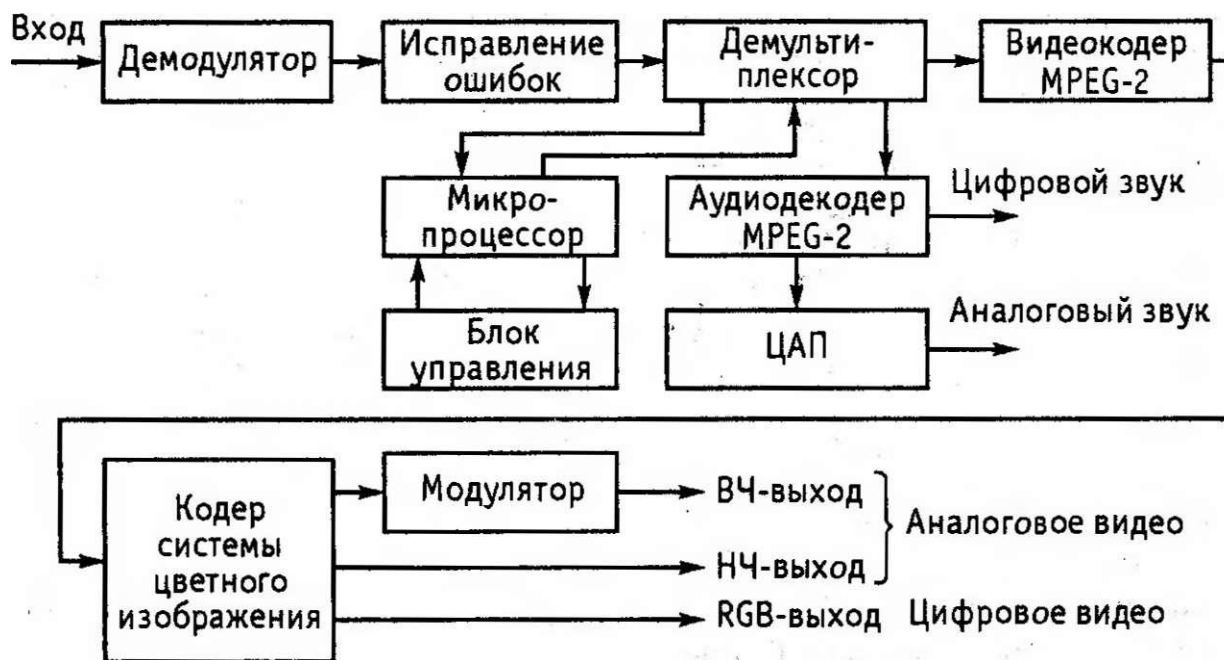 Вход
Демодулятор
Исправление
ошибок
Демульти-
плексор
Видеокодер
MPEG-2
Микро-
процессор
Аудиодекодер
MPEG-2
Цифровой звук
Блок
управления
ЦАП
Аналоговый звук
Кодер
системы
цветного
изображения
Модулятор
ВЧ-выход
НЧ-выход
Аналоговое видео
RGB-выход Цифровое видео